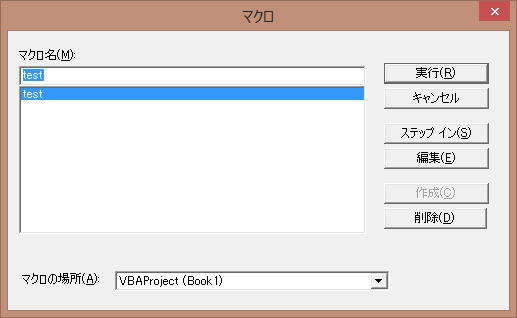 マクロ
マクロ名(M):
test
test
実行(R)
キャンセル
ステップ イン(S)
編集(E)
作成(C)
削除(D)
マクロの場所(A):
VBAProject (Book1)